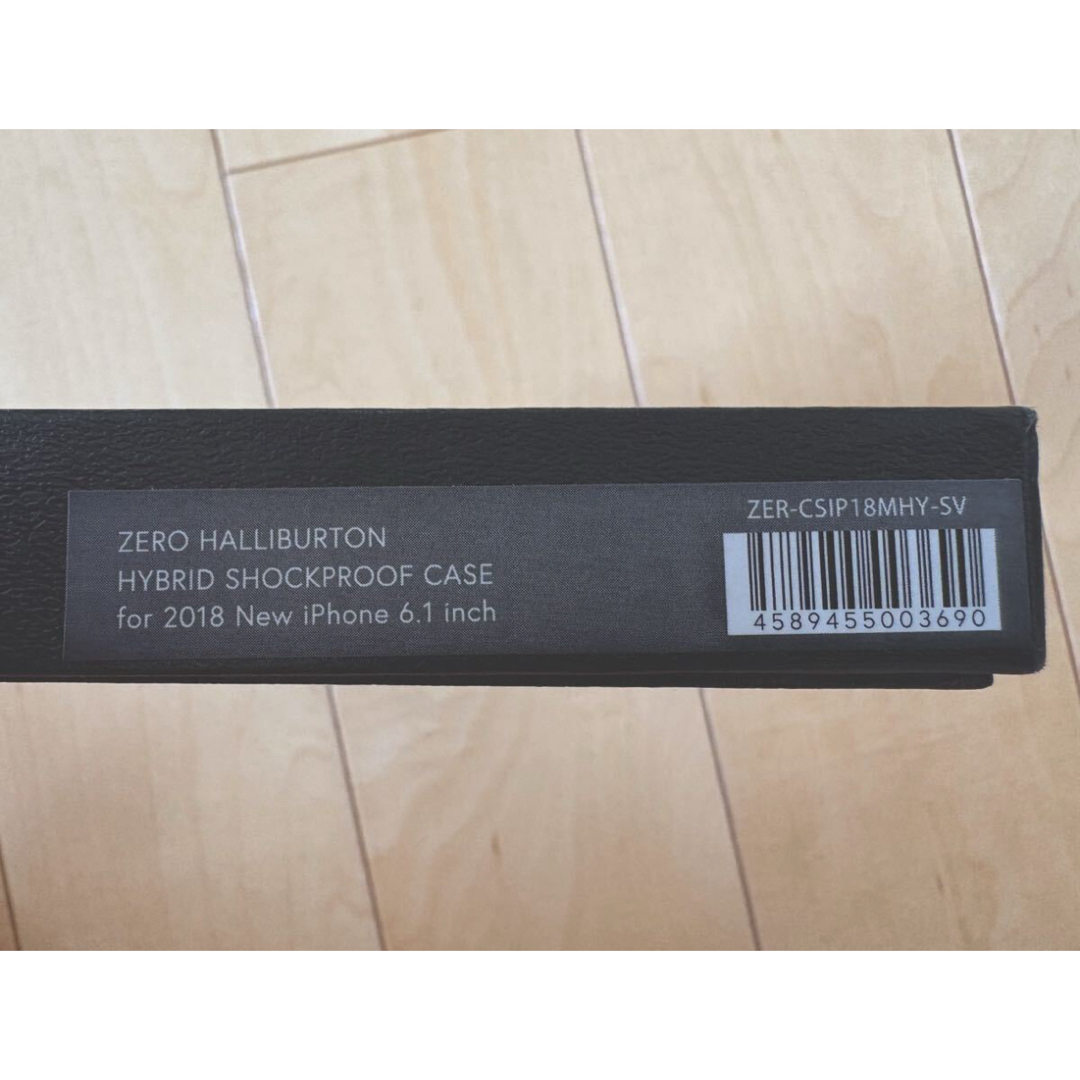 ZERO HALLIBURTON
HYBRID SHOCKPROOF CASE
for 2018 New iPhone 6.1 inch
ZER-CSIP18MHY-SV
4589455003690